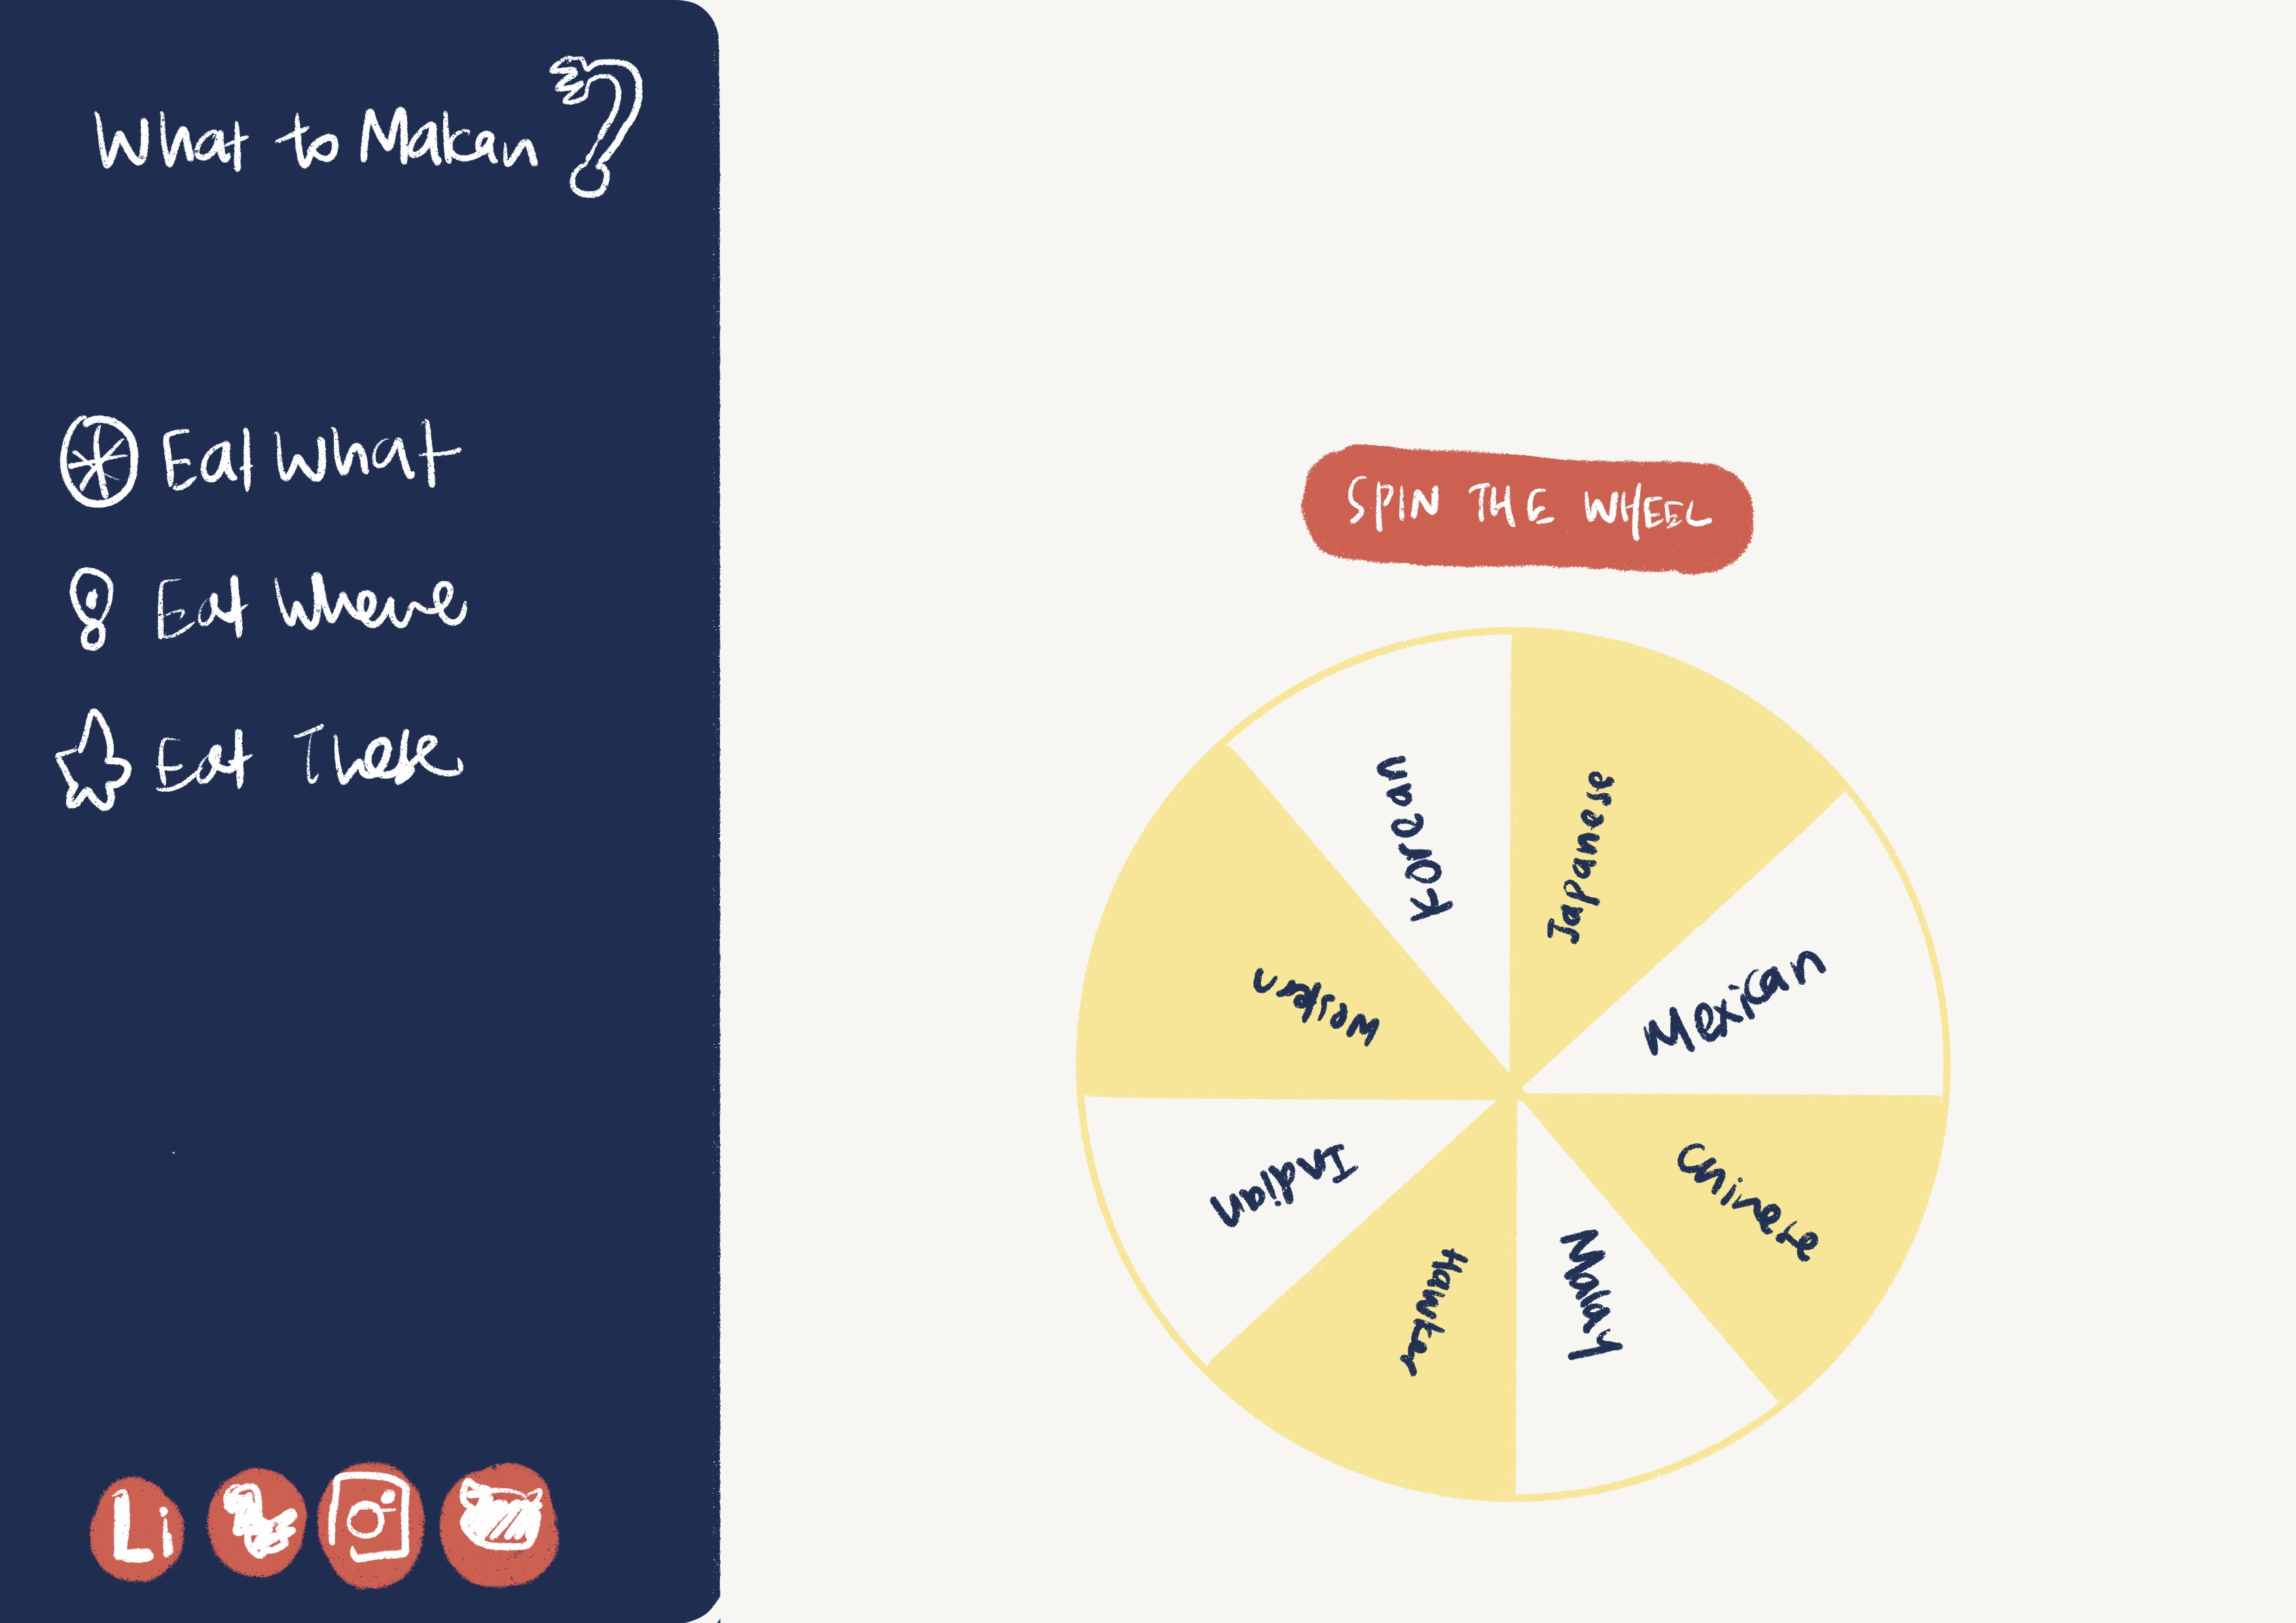 What to Makan?
Eat What
Eat Where
Eat These
Li
SPIN THE WHEEL
Japanese
Mexican
Chinese
Malay
Hawker
Indian
Western
Korean